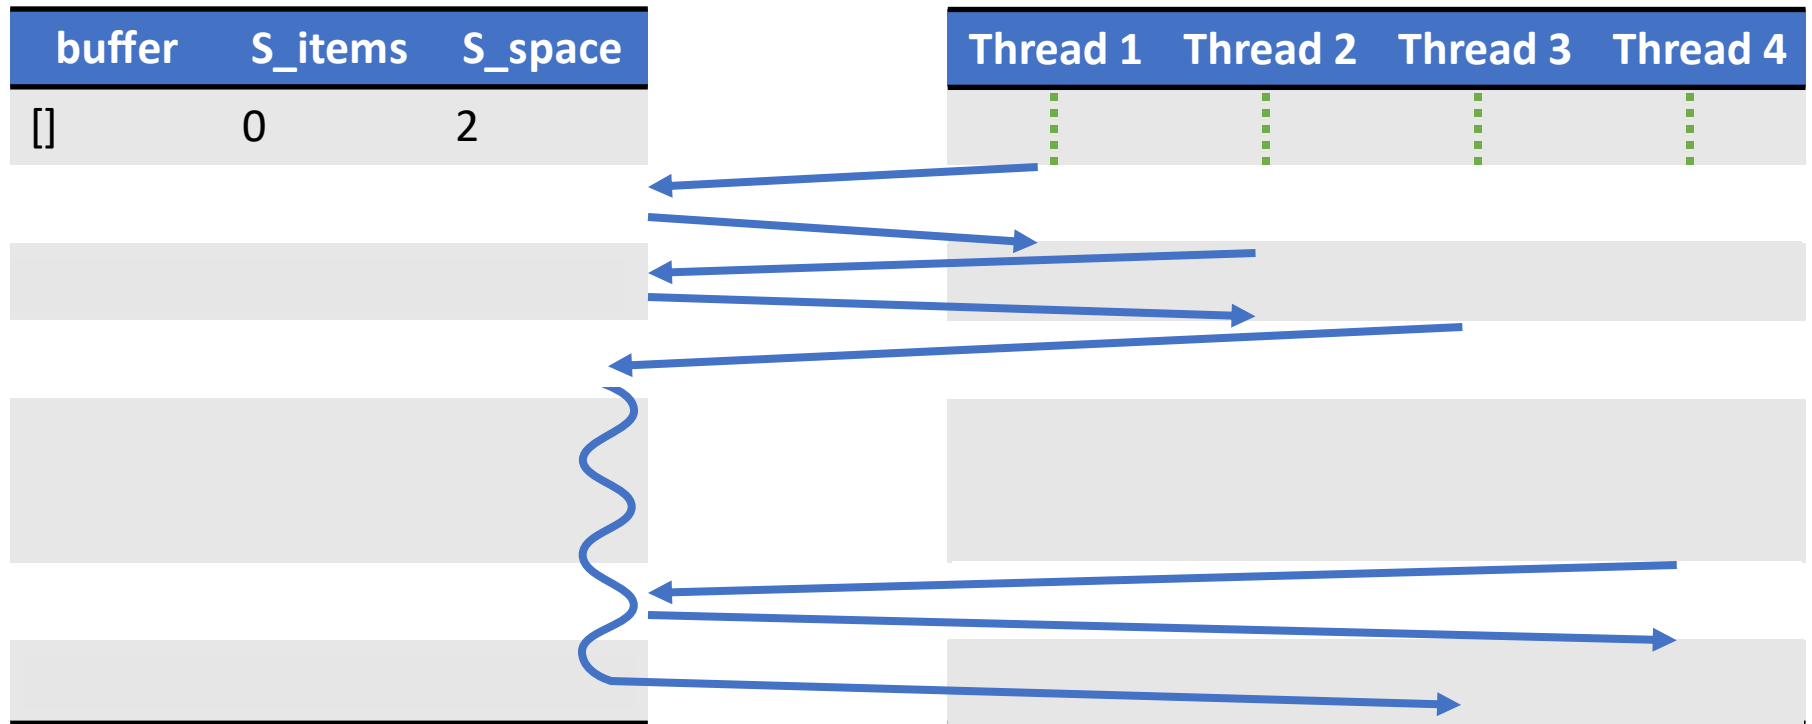 buffer S_items S_space
Thread 1 Thread 2 Thread 3 Thread 4
[] 0 2